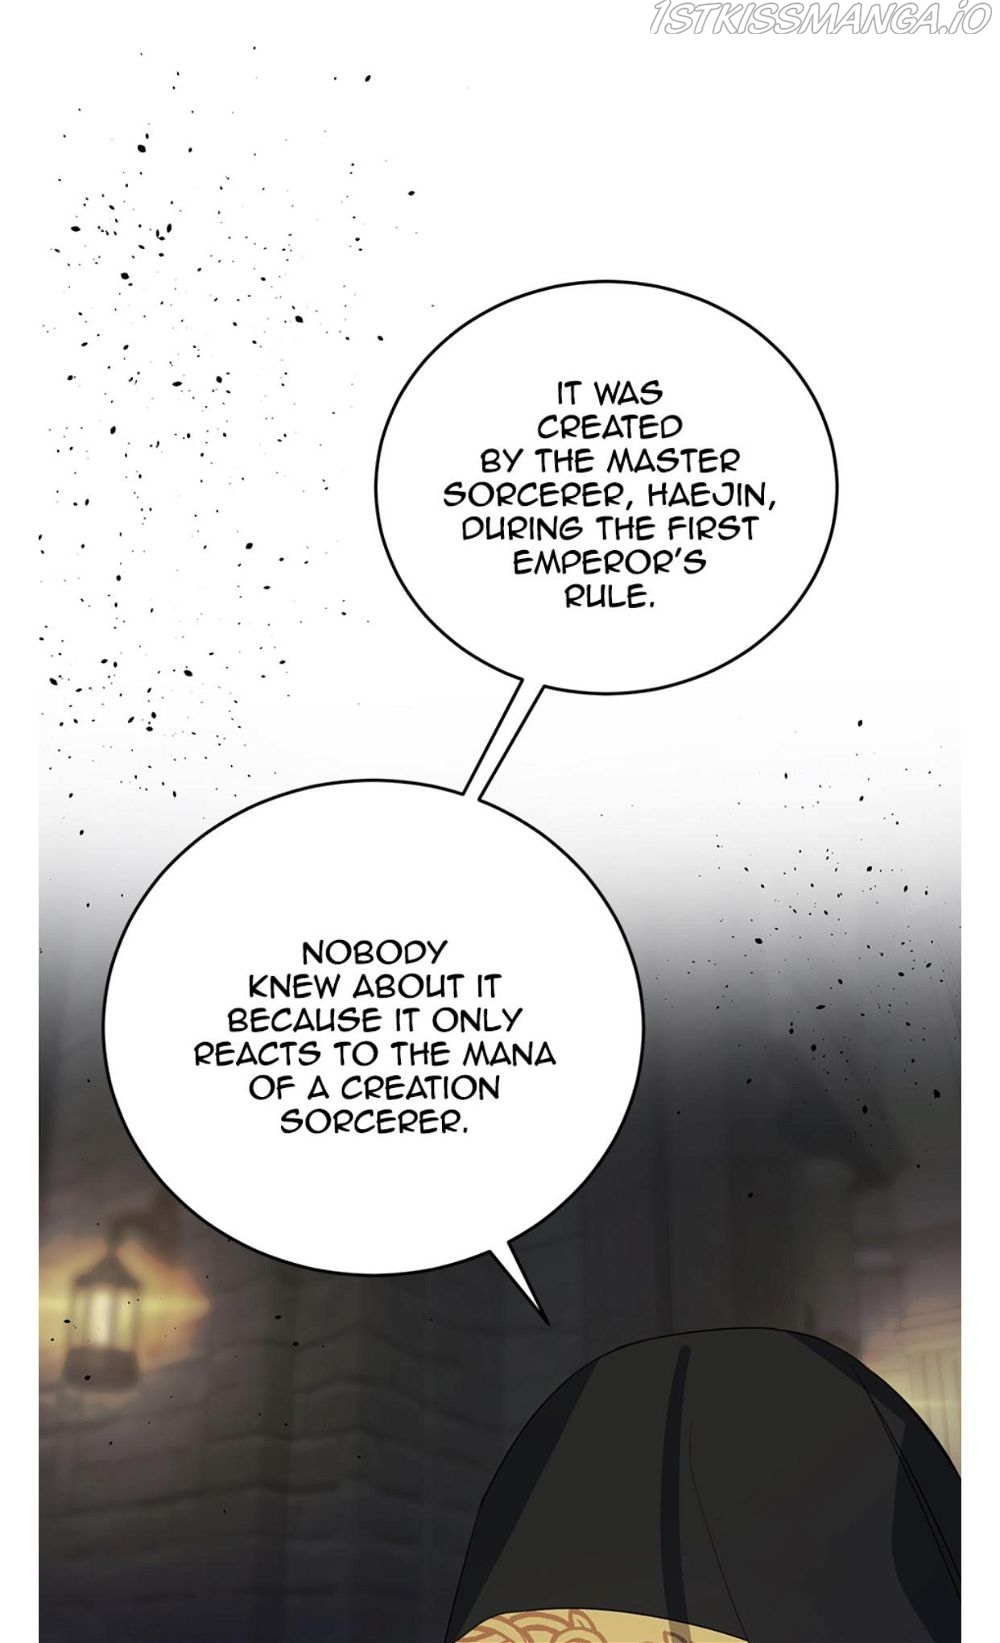 1STKISSMANGA.iO
IT WAS
CREATED
BY THE MASTER
SORCERER, HAEJIN,
DURING THE FIRST
EMPEROR'S
RULE.
NOBODY
KNEW ABOUT IT
BECAUSE IT ONLY
REACTS TO THE MANA
OF A CREATION
SORCERER.